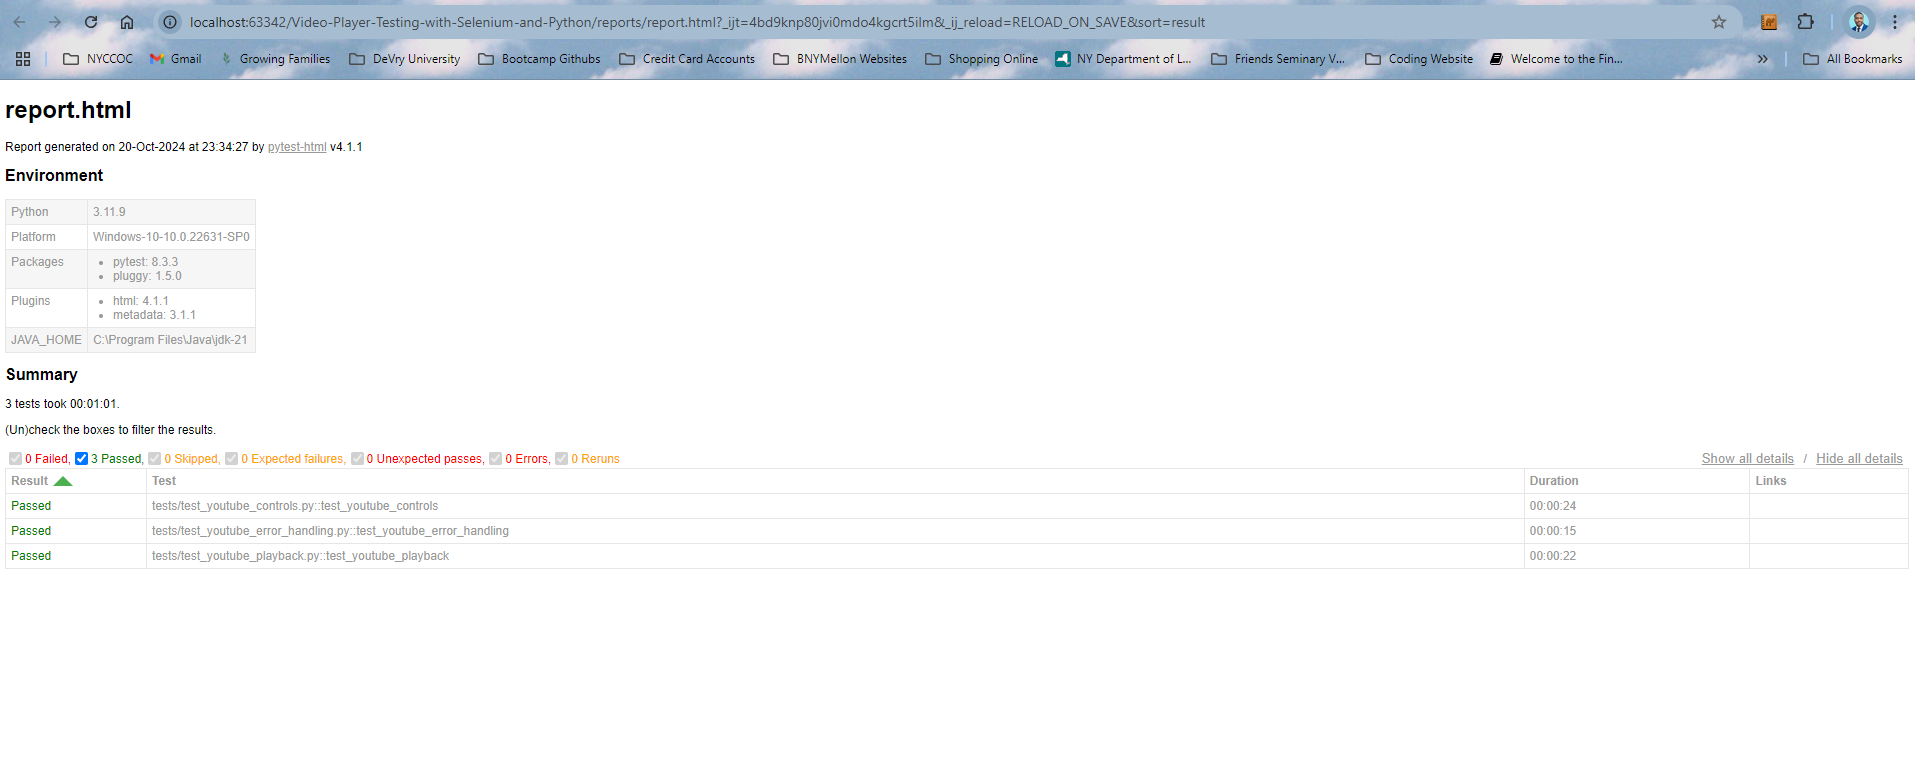 localhost:63342/Video-Player-Testing-with-Selenium-and-Python/reports/report.html?_ijt=4bd9knp80jvi0mdo4kgcrt5ilm&_ij_reload=RELOAD_ON_SAVE&sort=result
NYCCOC Gmail Growing Families DeVry University Bootcamp Githubs Credit Card Accounts BNYMellon Websites Shopping Online NY Department of L... Friends Seminary V... Coding Website Welcome to the Fin... » All Bookmarks
report.html
Report generated on 20-Oct-2024 at 23:34:27 by pytest-html v4.1.1
Environment
Python 3.11.9
Platform Windows-10-10.0.22631-SP0
Packages • pytest: 8.3.3
• pluggy: 1.5.0
Plugins • html: 4.1.1
• metadata: 3.1.1
JAVA_HOME C:\Program Files\Java\jdk-21
Summary
3 tests took 00:01:01.
(Un)check the boxes to filter the results.
0 Failed, 3 Passed, 0 Skipped, 0 Expected failures, 0 Unexpected passes, 0 Errors, 0 Reruns Show all details / Hide all details
Result Test Duration Links
Passed tests/test_youtube_controls.py::test_youtube_controls 00:00:24
Passed tests/test_youtube_error_handling.py::test_youtube_error_handling 00:00:15
Passed tests/test_youtube_playback.py::test_youtube_playback 00:00:22